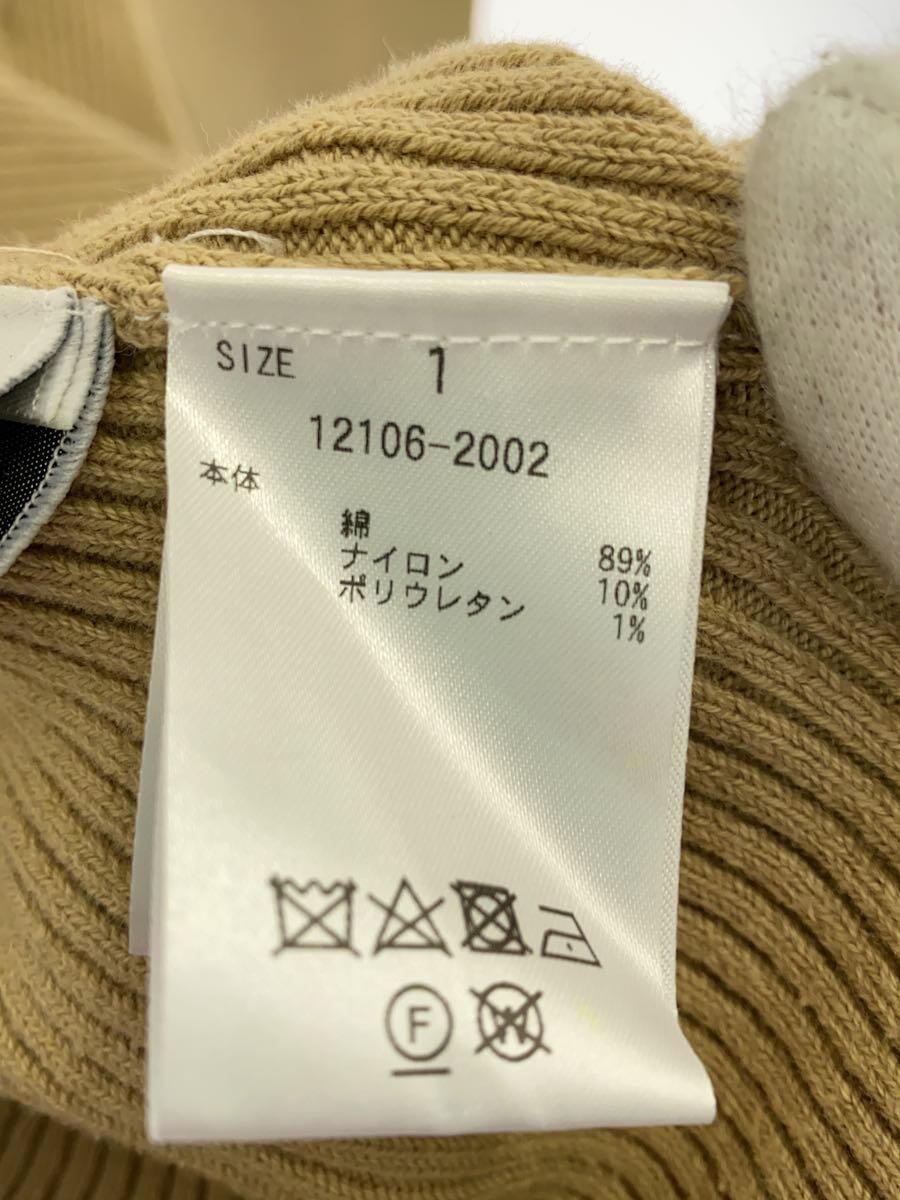 SIZE 1
12106-2002
本体
綿 89%
ナイロン 10%
ポリウレタン 1%
F W